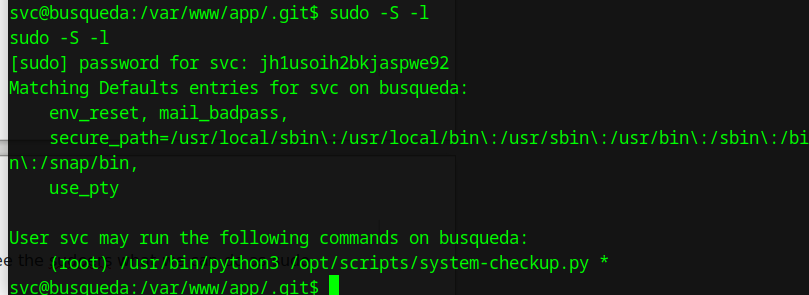 svc@busqueda:/var/www/app/.git$ sudo -S -l
sudo -S -l
[sudo] password for svc: jh1usoih2bkjaspwe92
Matching Defaults entries for svc on busqueda:
    env_reset, mail_badpass,
    secure_path=/usr/local/sbin\:/usr/local/bin\:/usr/sbin\:/usr/bin\:/sbin\:/bi
n\:/snap/bin,
    use_pty

User svc may run the following commands on busqueda:
    (root) /usr/bin/python3 /opt/scripts/system-checkup.py *
svc@busqueda:/var/www/app/.git$